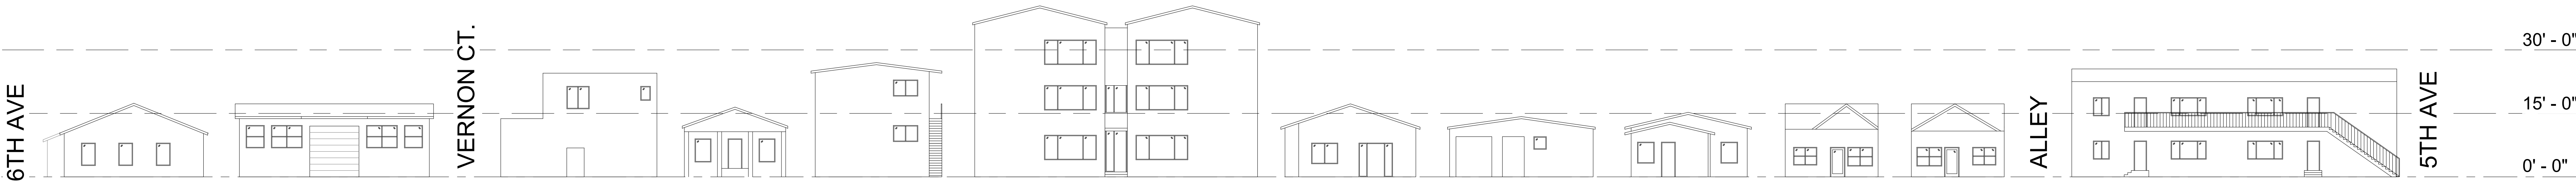 6TH AVE
VERNON CT.
ALLEY
5TH AVE
30' - 0"
15' - 0"
0' - 0"